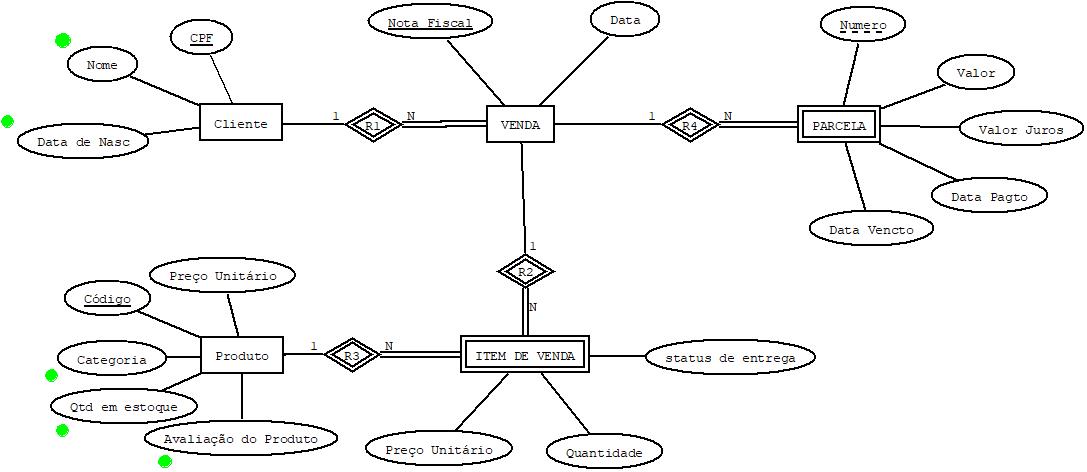 Nota Fiscal
Data
CPF
Numero
Nome
Valor
Cliente
1
R1
N
VENDA
1
R4
N
PARCELA
Valor Juros
Data de Nasc
Data Pagto
Data Vencto
1
R2
N
Preço Unitário
Código
Produto
1
R3
N
ITEM DE VENDA
status de entrega
Categoria
Qtd em estoque
Avaliação do Produto
Preço Unitário
Quantidade